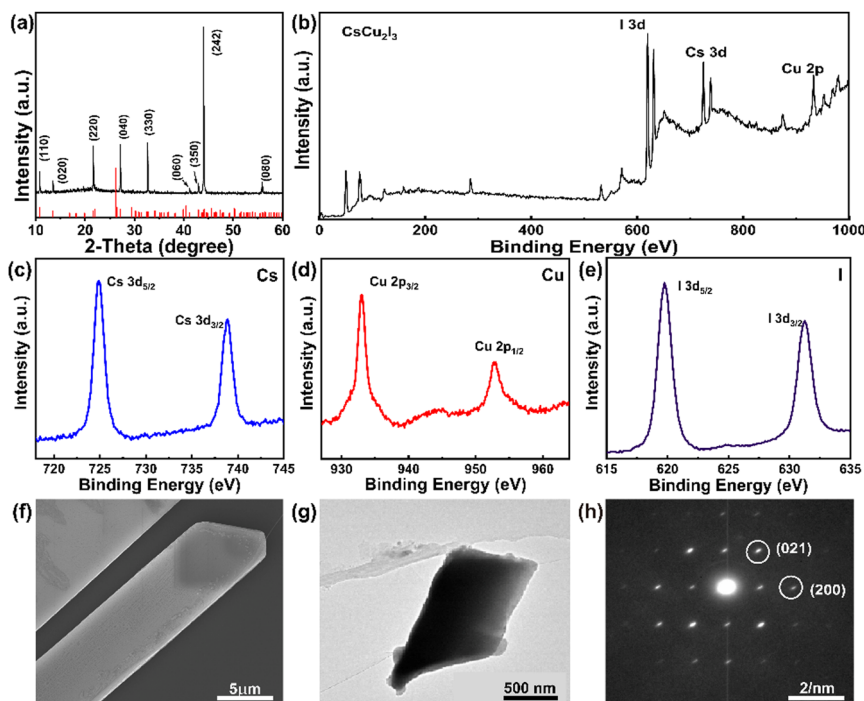 (a)
Intensity (a.u.)
(110)
(020)
(220)
(040)
(330)
(060)
(350)
(242)
(080)
10 20 30 40 50 60
2-Theta (degree)
(b)
CsCu₂I₃
I 3d
Cs 3d
Cu 2p
Intensity (a.u.)
0 200 400 600 800 1000
Binding Energy (eV)
(c)
Cs 3d₅/₂
Cs
Cs 3d₃/₂
Intensity (a.u.)
720 725 730 735 740 745
Binding Energy (eV)
(d)
Cu 2p₃/₂
Cu
Cu 2p₁/₂
Intensity (a.u.)
930 940 950 960
Binding Energy (eV)
(e)
I 3d₅/₂
I
I 3d₃/₂
Intensity (a.u.)
615 620 625 630 635
Binding Energy (eV)
(f)
5μm
(g)
500 nm
(h)
(021)
(200)
2/nm